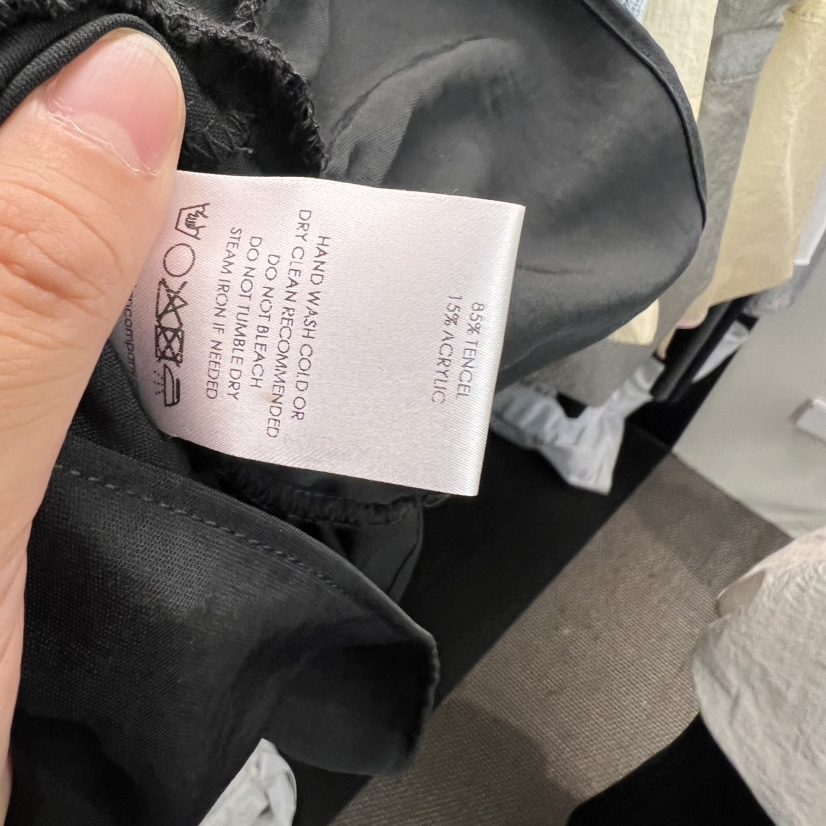 85% TENCEL
15% ACRYLIC
HAND WASH COLD OR
DRY CLEAN RECOMMENDED
DO NOT BLEACH
DO NOT TUMBLE DRY
STEAM IRON IF NEEDED